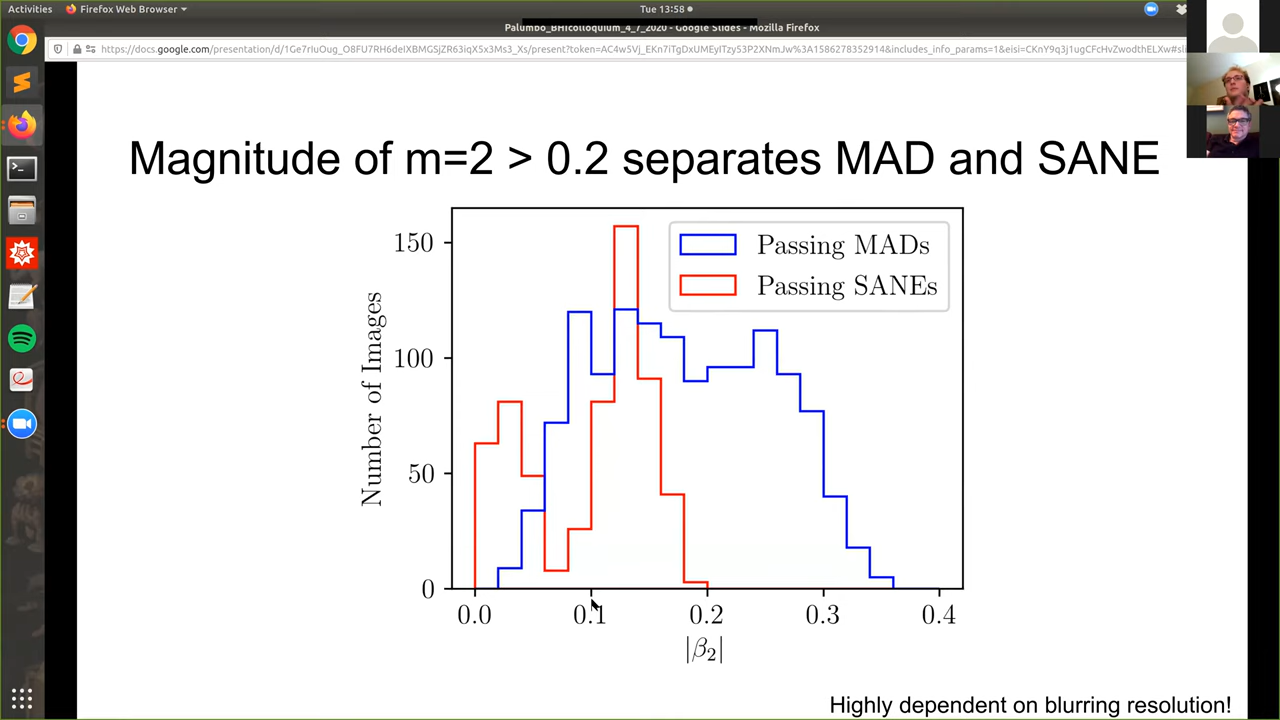 Activities
Firefox Web Browser
Tue 13:58
Palumbo_BHIcolloquium_4_7_2020 - Google Slides - Mozilla Firefox
Magnitude of m=2 > 0.2 separates MAD and SANE
Passing MADs
Passing SANEs
Number of Images
150
100
50
0
0.0 0.1 0.2 0.3 0.4
|β₂|
Highly dependent on blurring resolution!